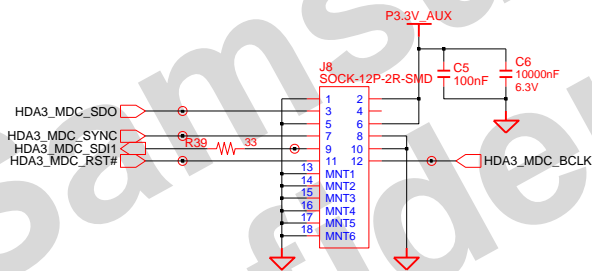 P3.3V_AUX
J8
SOCK-12P-2R-SMD
C5
100nF
C6
10000nF
6.3V
1 2
HDA3_MDC_SDO 3 4
5 6
HDA3_MDC_SYNC 7 8
HDA3_MDC_SDI1 R39 33 9 10
HDA3_MDC_RST# 11 12 HDA3_MDC_BCLK
13 MNT1
14 MNT2
15 MNT3
16 MNT4
17 MNT5
18 MNT6